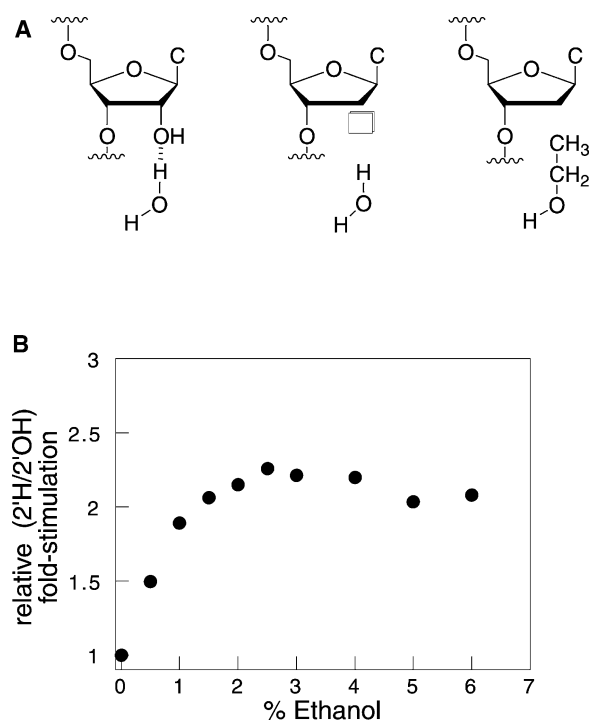 A
O O C
O OH
H
H O
O O C
O
H
H O
O O C
O CH3
CH2
H O
B
relative (2'H/2'OH)
fold-stimulation
3
2.5
2
1.5
1
0 1 2 3 4 5 6 7
% Ethanol